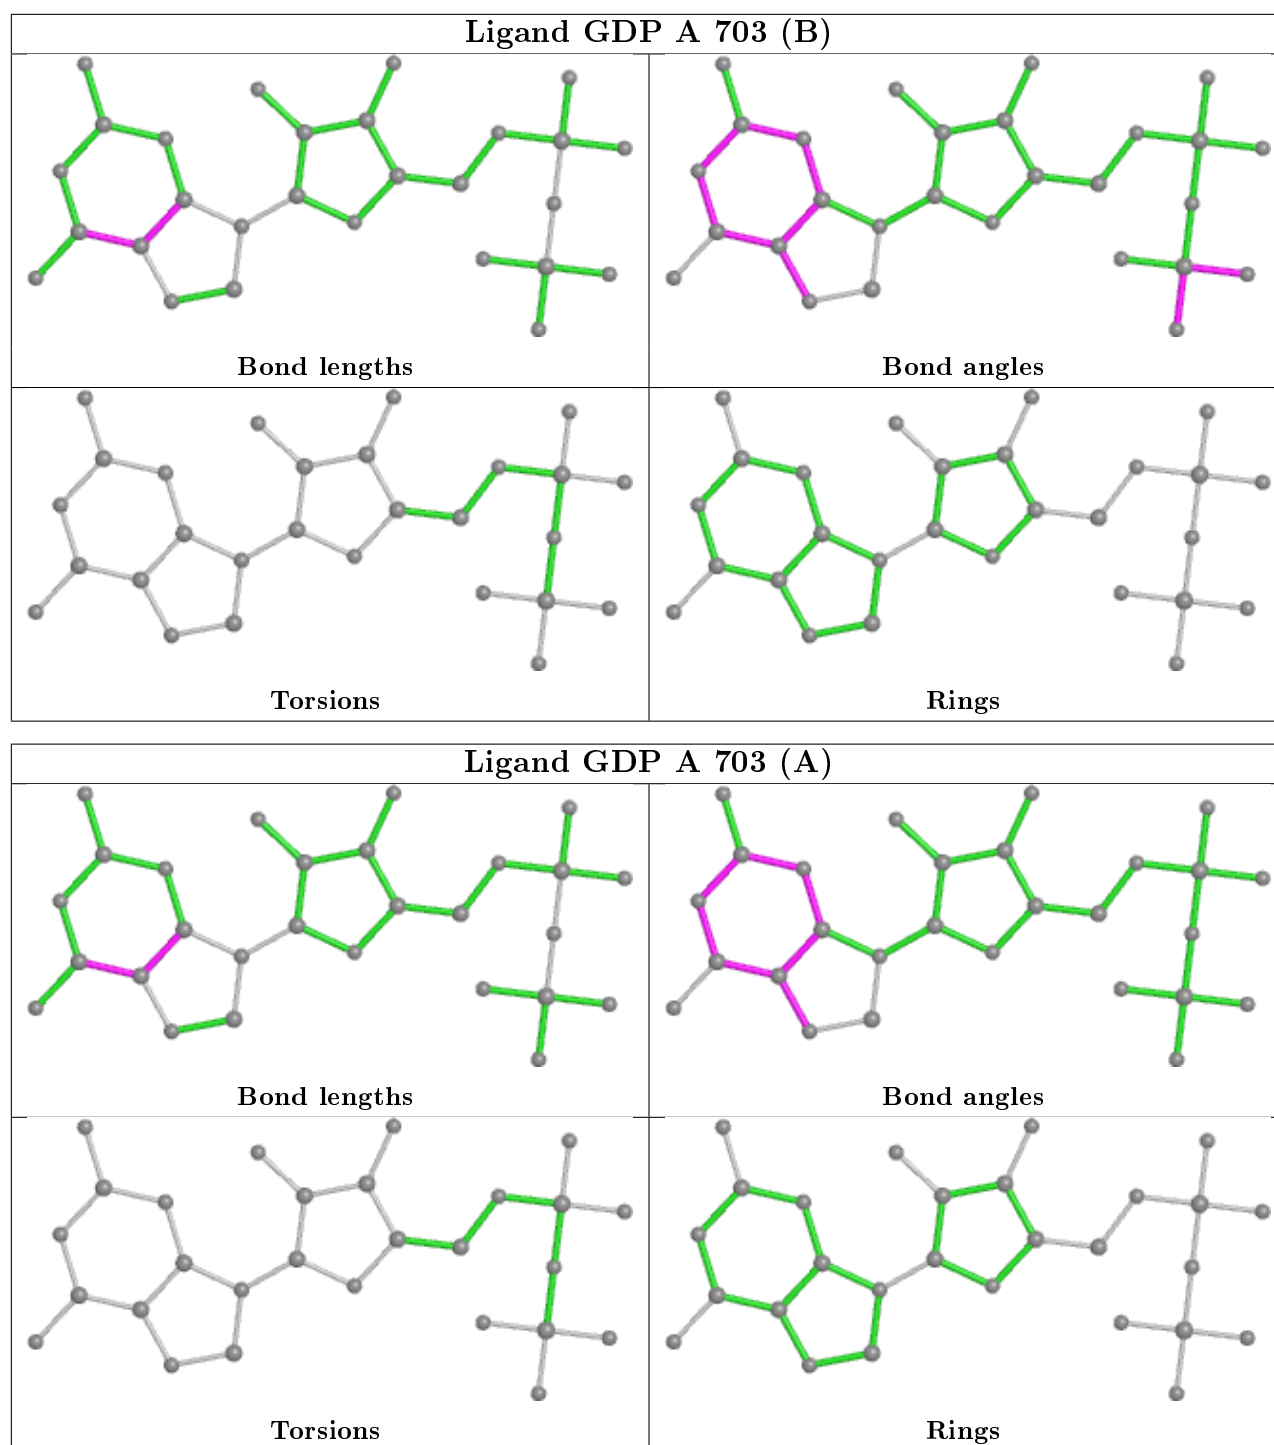 Ligand GDP A 703 (B)
Bond lengths
Bond angles
Torsions
Rings
Ligand GDP A 703 (A)
Bond lengths
Bond angles
Torsions
Rings